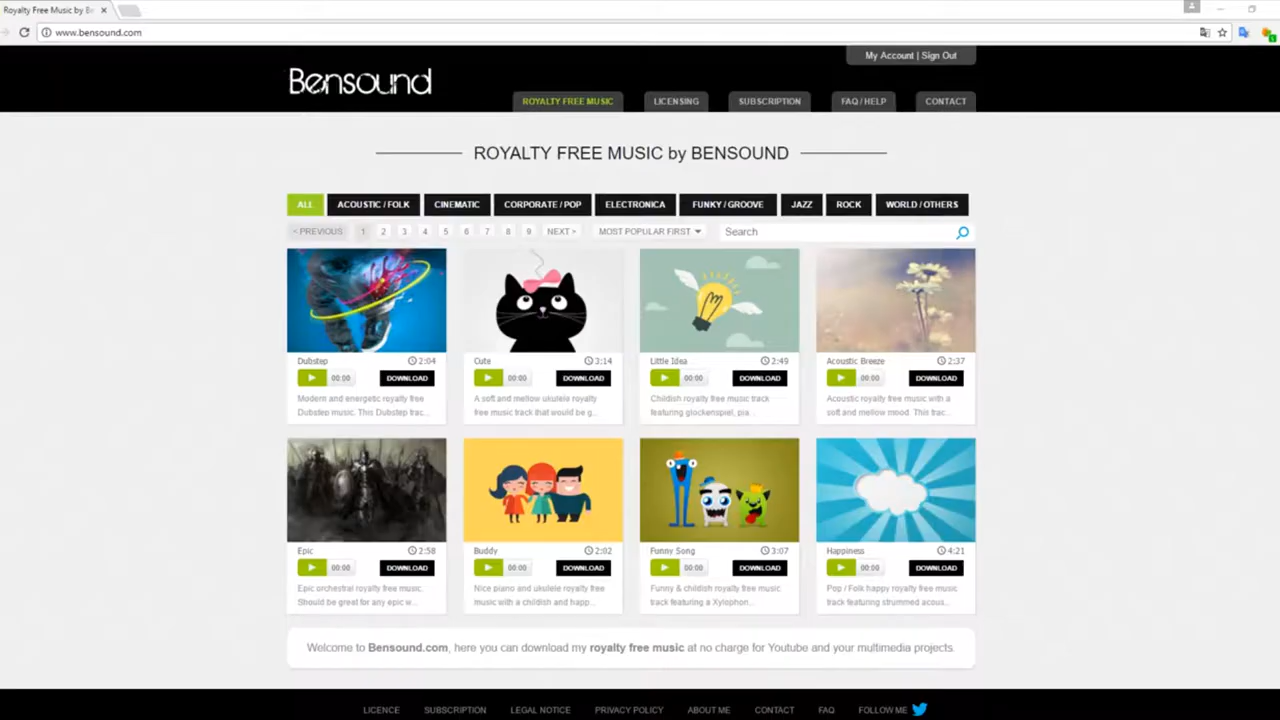 Royalty Free Music by Be
www.bensound.com
My Account | Sign Out
Bensound
ROYALTY FREE MUSIC
LICENSING
SUBSCRIPTION
FAQ / HELP
CONTACT
ROYALTY FREE MUSIC by BENSOUND
ALL
ACOUSTIC / FOLK
CINEMATIC
CORPORATE / POP
ELECTRONICA
FUNKY / GROOVE
JAZZ
ROCK
WORLD / OTHERS
< PREVIOUS 1 2 3 4 5 6 7 8 9 NEXT >
MOST POPULAR FIRST
Search
Dubstep 2:04
00:00 DOWNLOAD
Modern and energetic royalty free
Dubstep music. This Dubstep trac...
Cute 3:14
00:00 DOWNLOAD
A soft and mellow ukulele royalty
free music track that would be g...
Little Idea 2:49
00:00 DOWNLOAD
Childish royalty free music track
featuring glockenspiel, pia...
Acoustic Breeze 2:37
00:00 DOWNLOAD
Acoustic royalty free music with a
soft and mellow mood. This trac...
Epic 2:58
00:00 DOWNLOAD
Epic orchestral royalty free music.
Should be great for any epic w...
Buddy 2:02
00:00 DOWNLOAD
Nice piano and ukulele royalty free
music with a childish and happ...
Funny Song 3:07
00:00 DOWNLOAD
Funny & childish royalty free music
track featuring a Xylophon...
Happiness 4:21
00:00 DOWNLOAD
Pop / Folk happy royalty free music
track featuring strummed acous...
Welcome to Bensound.com, here you can download my royalty free music at no charge for Youtube and your multimedia projects.
LICENCE
SUBSCRIPTION
LEGAL NOTICE
PRIVACY POLICY
ABOUT ME
CONTACT
FAQ
FOLLOW ME